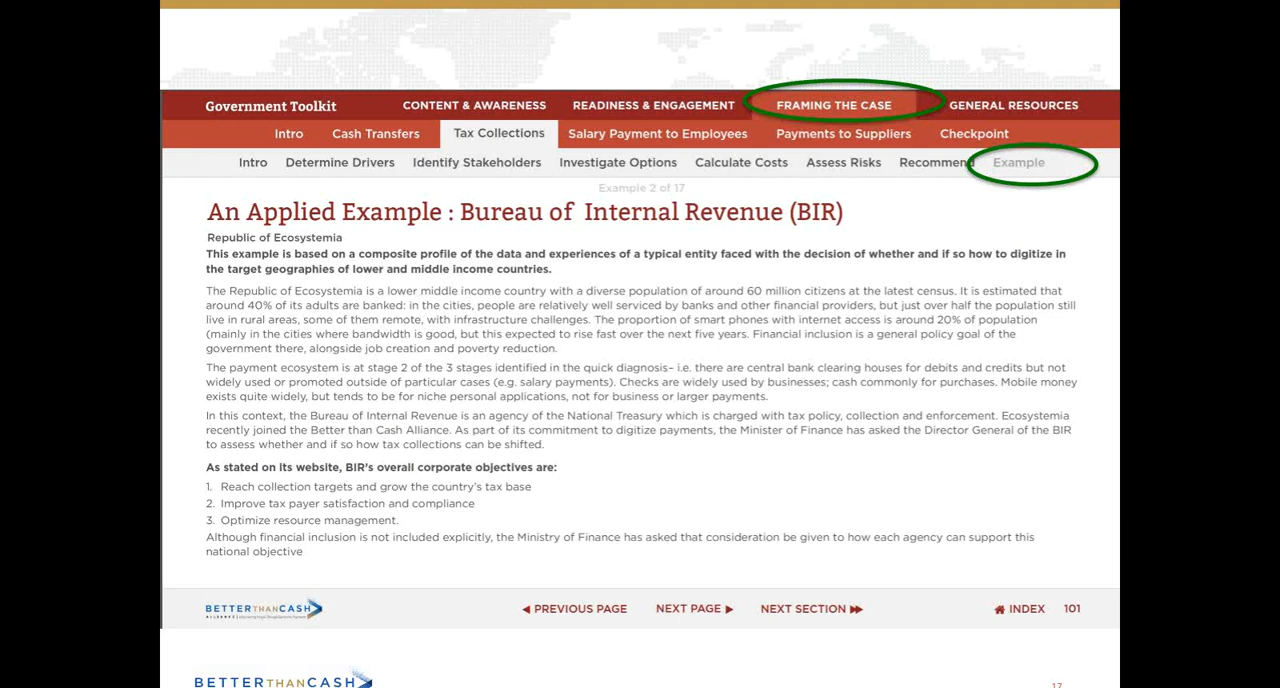 Government Toolkit
CONTENT & AWARENESS
READINESS & ENGAGEMENT
FRAMING THE CASE
GENERAL RESOURCES
Intro
Cash Transfers
Tax Collections
Salary Payment to Employees
Payments to Suppliers
Checkpoint
Intro
Determine Drivers
Identify Stakeholders
Investigate Options
Calculate Costs
Assess Risks
Recommend
Example
Example 2 of 17
An Applied Example : Bureau of Internal Revenue (BIR)
Republic of Ecosystemia
This example is based on a composite profile of the data and experiences of a typical entity faced with the decision of whether and if so how to digitize in
the target geographies of lower and middle income countries.
The Republic of Ecosystemia is a lower middle income country with a diverse population of around 60 million citizens at the latest census. It is estimated that
around 40% of its adults are banked: in the cities, people are relatively well serviced by banks and other financial providers, but just over half the population still
live in rural areas, some of them remote, with infrastructure challenges. The proportion of smart phones with internet access is around 20% of population
(mainly in the cities where bandwidth is good, but this expected to rise fast over the next five years. Financial inclusion is a general policy goal of the
government there, alongside job creation and poverty reduction.
The payment ecosystem is at stage 2 of the 3 stages identified in the quick diagnosis– i.e. there are central bank clearing houses for debits and credits but not
widely used or promoted outside of particular cases (e.g. salary payments). Checks are widely used by businesses; cash commonly for purchases. Mobile money
exists quite widely, but tends to be for niche personal applications, not for business or larger payments.
In this context, the Bureau of Internal Revenue is an agency of the National Treasury which is charged with tax policy, collection and enforcement. Ecosystemia
recently joined the Better than Cash Alliance. As part of its commitment to digitize payments, the Minister of Finance has asked the Director General of the BIR
to assess whether and if so how tax collections can be shifted.
As stated on its website, BIR's overall corporate objectives are:
1. Reach collection targets and grow the country's tax base
2. Improve tax payer satisfaction and compliance
3. Optimize resource management.
Although financial inclusion is not included explicitly, the Ministry of Finance has asked that consideration be given to how each agency can support this
national objective
BETTERTHANCASH
ALLIANCE
PREVIOUS PAGE
NEXT PAGE
NEXT SECTION
INDEX
101
BETTERTHANCASH
17